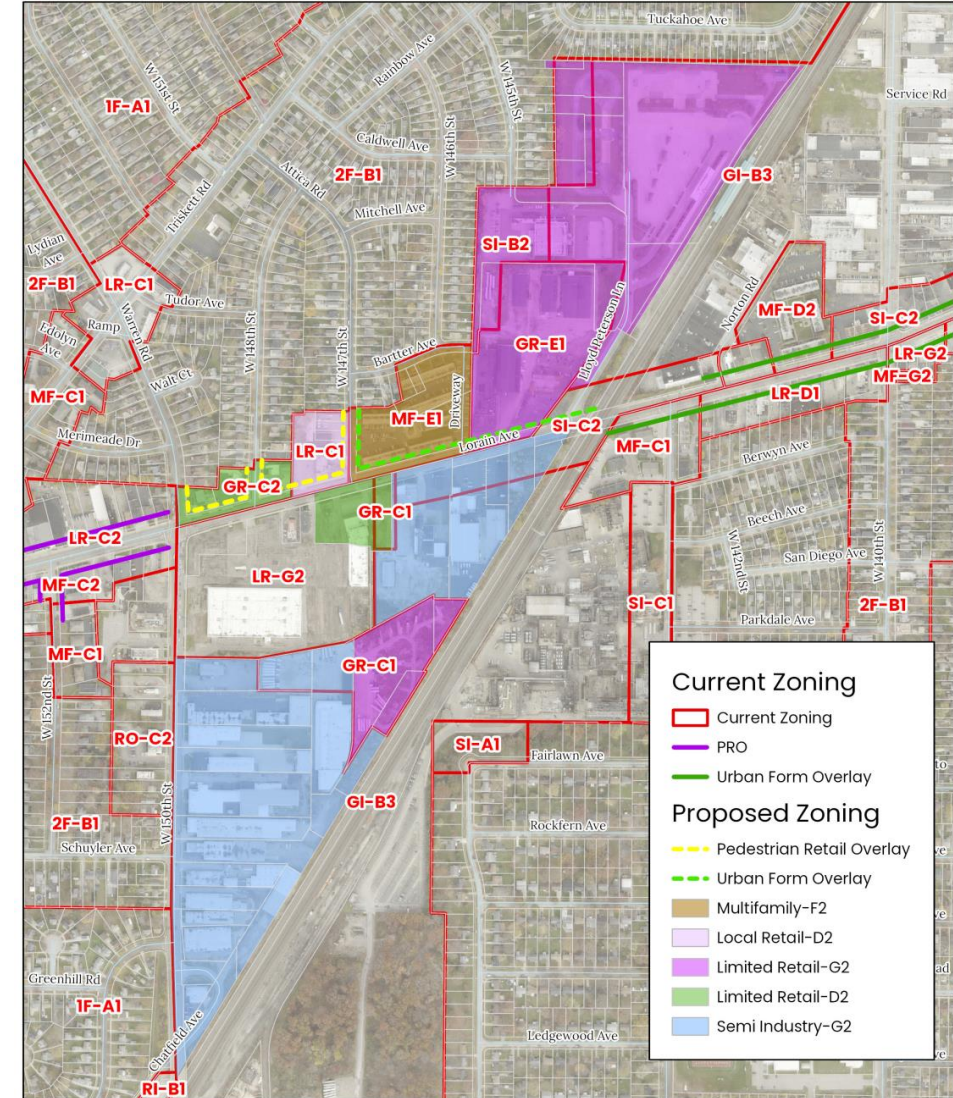 Tuckahoe Ave
Rainbow Ave
W 151st St
W 145th St
Service Rd
1F-A1
W 146th St
Caldwell Ave
2F-B1
GI-B3
Attica Rd
Triskett Rd
Mitchell Ave
Lydian
Ave
SI-B2
2F-B1
LR-C1
Tudor Ave
Norton Rd
MF-D2
SI-C2
Lloyd Peterson Ln
Ramp
Warren Rd
Edolyn
Ave
W 148th St
W 147th St
GR-E1
Bartter Ave
LR-G2
MF-G2
Walt Ct
MF-C1
Driveway
LR-D1
MF-E1
SI-C2
Merimeade Dr
LR-C1
Lorain Ave
MF-C1
Berwyn Ave
GR-C2
GR-C1
Beech Ave
LR-C2
W 142nd St
San Diego Ave
W 140th St
LR-G2
MF-C2
SI-C1
2F-B1
Parkdale Ave
MF-C1
GR-C1
W 152nd St
RO-C2
SI-A1
Fairlawn Ave
to
GI-B3
W 150th St
2F-B1
Rockfern Ave
Schuyler Ave
ve
ve
Greenhill Rd
ad
1F-A1
Chatfield Ave
Ledgewood Ave
ve
RI-B1
Current Zoning
Current Zoning
PRO
Urban Form Overlay
Proposed Zoning
Pedestrian Retail Overlay
Urban Form Overlay
Multifamily-F2
Local Retail-D2
Limited Retail-G2
Limited Retail-D2
Semi Industry-G2